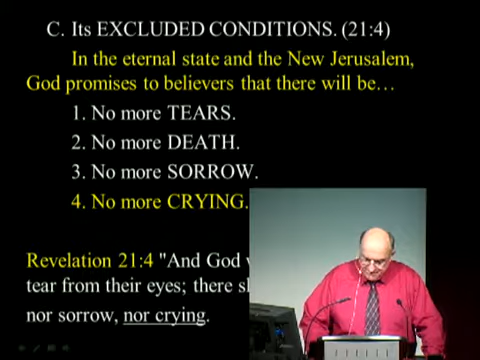 C. Its EXCLUDED CONDITIONS. (21:4)
In the eternal state and the New Jerusalem,
God promises to believers that there will be…
1. No more TEARS.
2. No more DEATH.
3. No more SORROW.
4. No more CRYING.
Revelation 21:4 "And God
tear from their eyes; there
nor sorrow, nor crying.